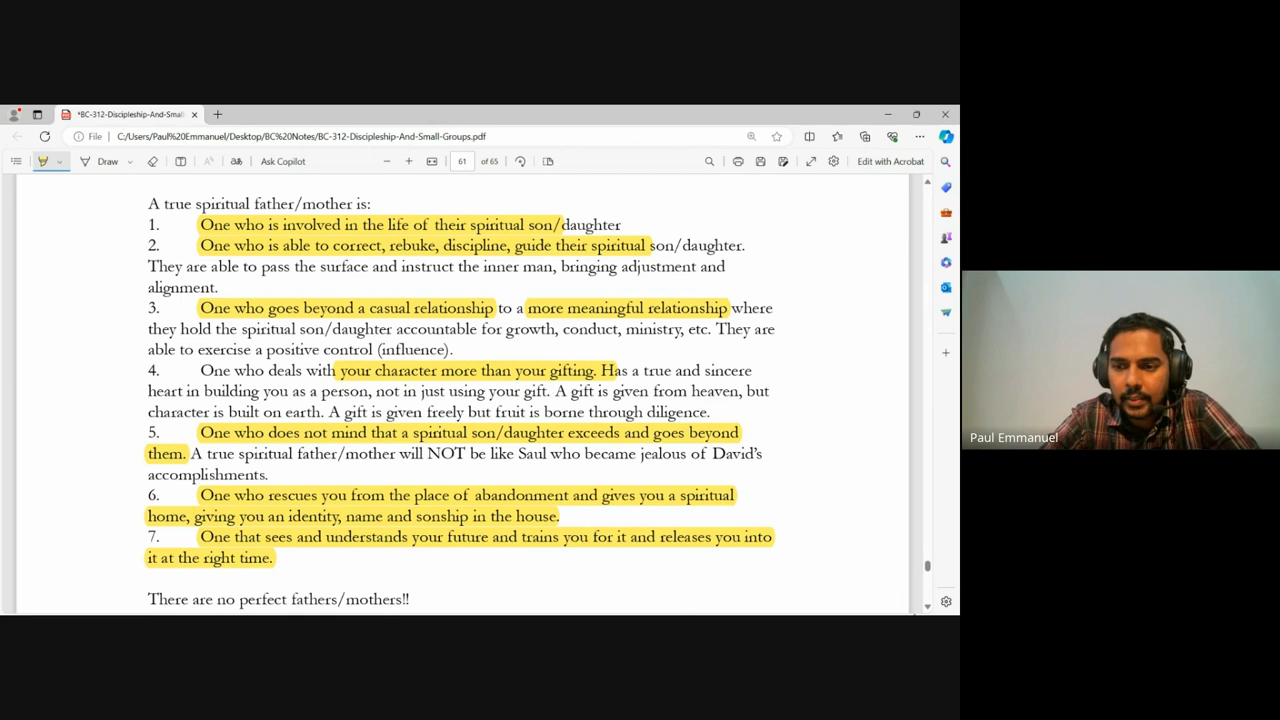 *BC-312-Discipleship-And-Small
File
C:/Users/Paul%20Emmanuel/Desktop/BC%20Notes/BC-312-Discipleship-And-Small-Groups.pdf
Draw
Ask Copilot
61 of 65
Edit with Acrobat
A true spiritual father/mother is:
1. One who is involved in the life of their spiritual son/daughter
2. One who is able to correct, rebuke, discipline, guide their spiritual son/daughter.
They are able to pass the surface and instruct the inner man, bringing adjustment and
alignment.
3. One who goes beyond a casual relationship to a more meaningful relationship where
they hold the spiritual son/daughter accountable for growth, conduct, ministry, etc. They are
able to exercise a positive control (influence).
4. One who deals with your character more than your gifting. Has a true and sincere
heart in building you as a person, not in just using your gift. A gift is given from heaven, but
character is built on earth. A gift is given freely but fruit is borne through diligence.
5. One who does not mind that a spiritual son/daughter exceeds and goes beyond
them. A true spiritual father/mother will NOT be like Saul who became jealous of David's
accomplishments.
6. One who rescues you from the place of abandonment and gives you a spiritual
home, giving you an identity, name and sonship in the house.
7. One that sees and understands your future and trains you for it and releases you into
it at the right time.
There are no perfect fathers/mothers!!
Paul Emmanuel